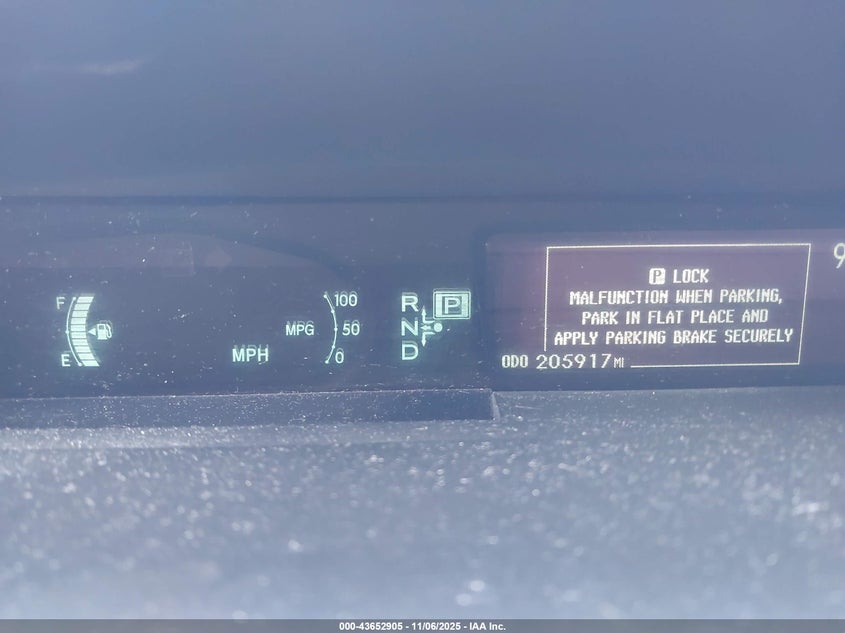 F
E
MPH
MPG
100
50
0
R
N
D
P
P LOCK
MALFUNCTION WHEN PARKING,
PARK IN FLAT PLACE AND
APPLY PARKING BRAKE SECURELY
ODO 205917 MI
9
000-43652905 - 11/06/2025 - IAA Inc.